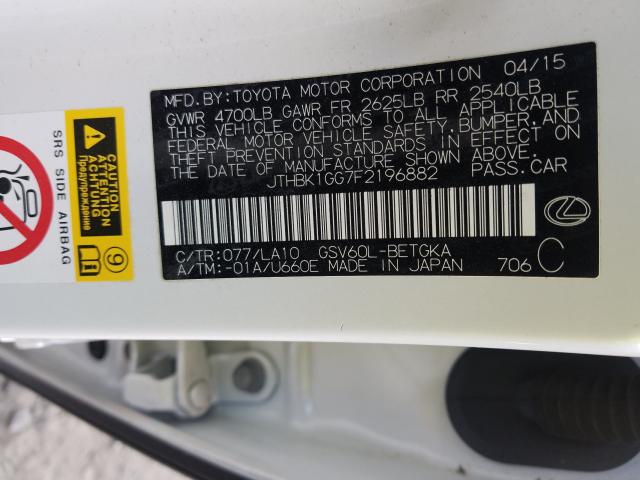 MFD. BY:TOYOTA MOTOR CORPORATION 04/15
GVWR 4700LB GAWR FR 2625LB RR 2540LB
THIS VEHICLE CONFORMS TO ALL APPLICABLE
FEDERAL MOTOR VEHICLE SAFETY,BUMPER,AND
THEFT PREVENTION STANDARDS IN EFFECT ON
THE DATE OF MANUFACTURE SHOWN ABOVE.
JTHBK1GG7F2196882 PASS.CAR
C/TR:077/LA10 GSV60L-BETGKA
A/TM:-01A/U660E MADE IN JAPAN 706 C
SRS SIDE AIRBAG
CAUTION
ATTENTION
ACHTUNG
Предупреждение
9